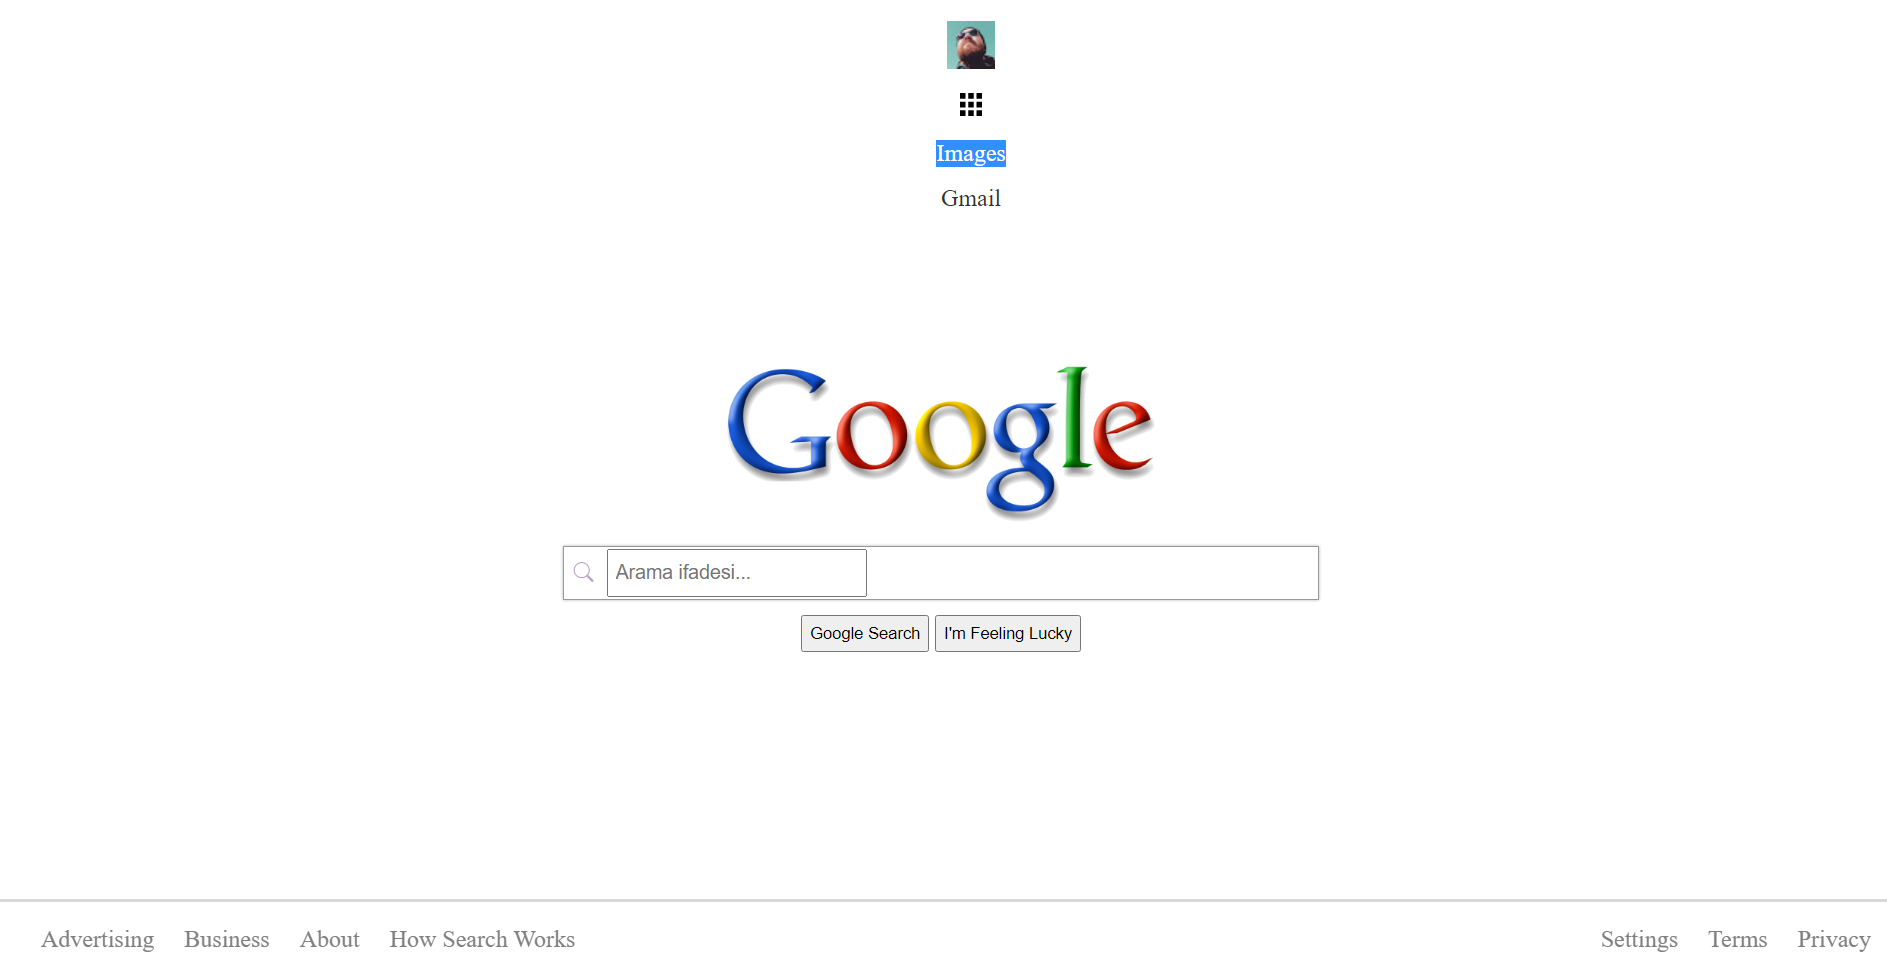 Images
Gmail
Google
Arama ifadesi...
Google Search I'm Feeling Lucky
Advertising Business About How Search Works Settings Terms Privacy